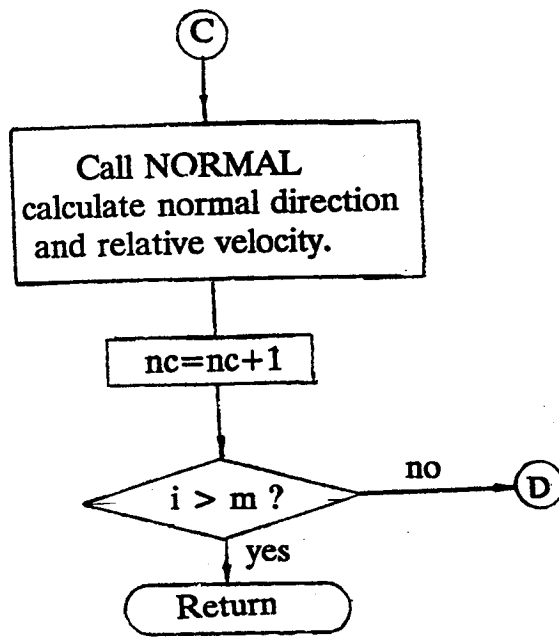 C
Call NORMAL
calculate normal direction
and relative velocity.
nc=nc+1
i > m ?
no
D
yes
Return